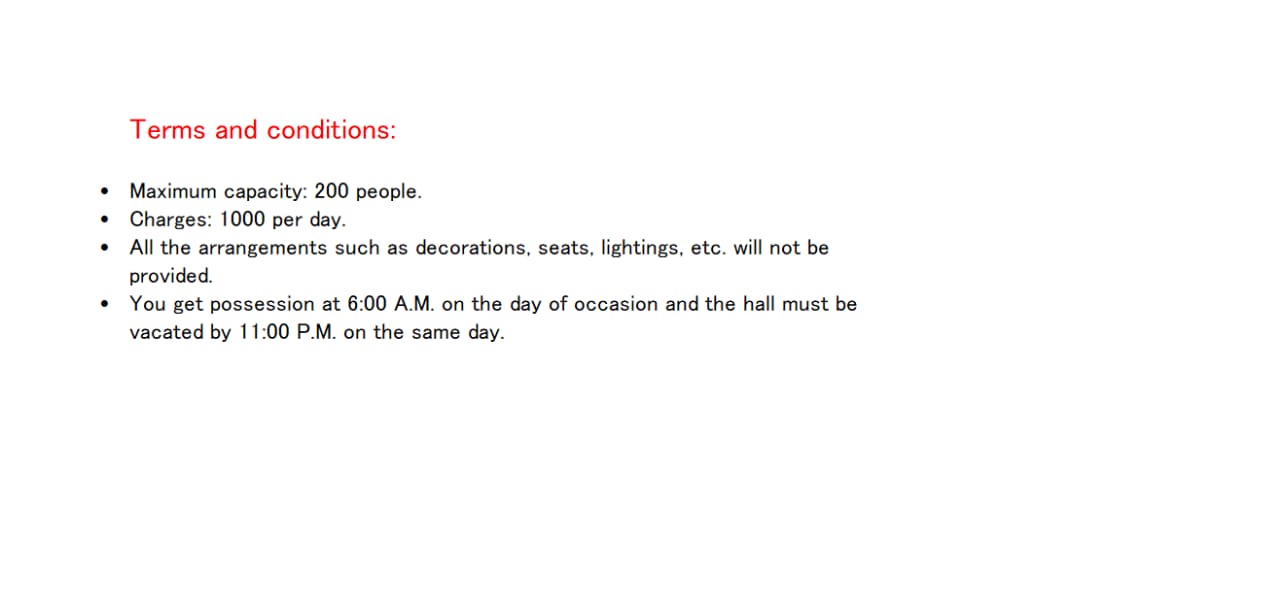 Terms and conditions:
• Maximum capacity: 200 people.
• Charges: 1000 per day.
• All the arrangements such as decorations, seats, lightings, etc. will not be
provided.
• You get possession at 6:00 A.M. on the day of occasion and the hall must be
vacated by 11:00 P.M. on the same day.